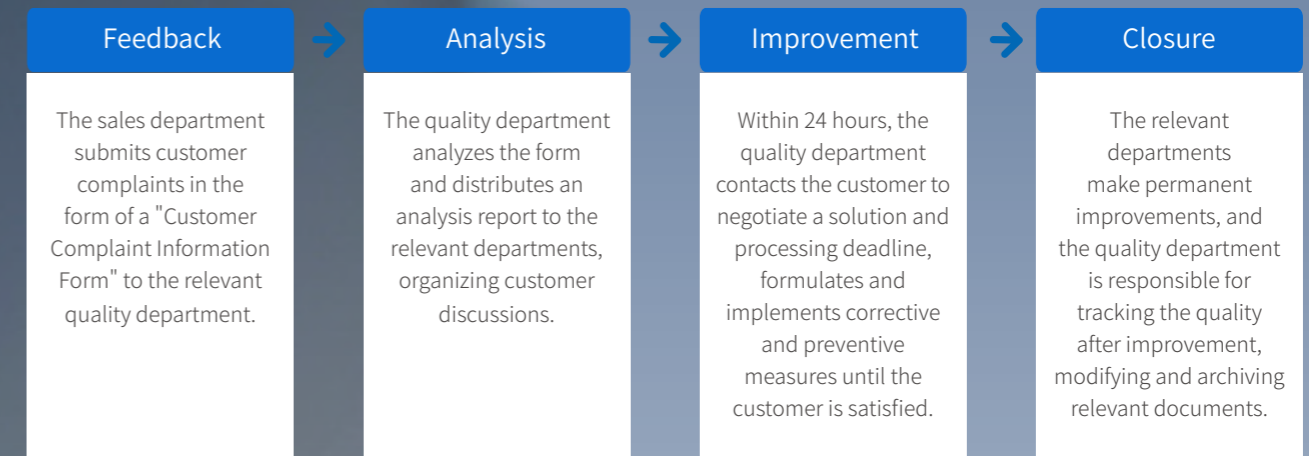 Feedback
The sales department
submits customer
complaints in the
form of a "Customer
Complaint Information
Form" to the relevant
quality department.
Analysis
The quality department
analyzes the form
and distributes an
analysis report to the
relevant departments,
organizing customer
discussions.
Improvement
Within 24 hours, the
quality department
contacts the customer to
negotiate a solution and
processing deadline,
formulates and
implements corrective
and preventive
measures until the
customer is satisfied.
Closure
The relevant
departments
make permanent
improvements, and
the quality department
is responsible for
tracking the quality
after improvement,
modifying and archiving
relevant documents.